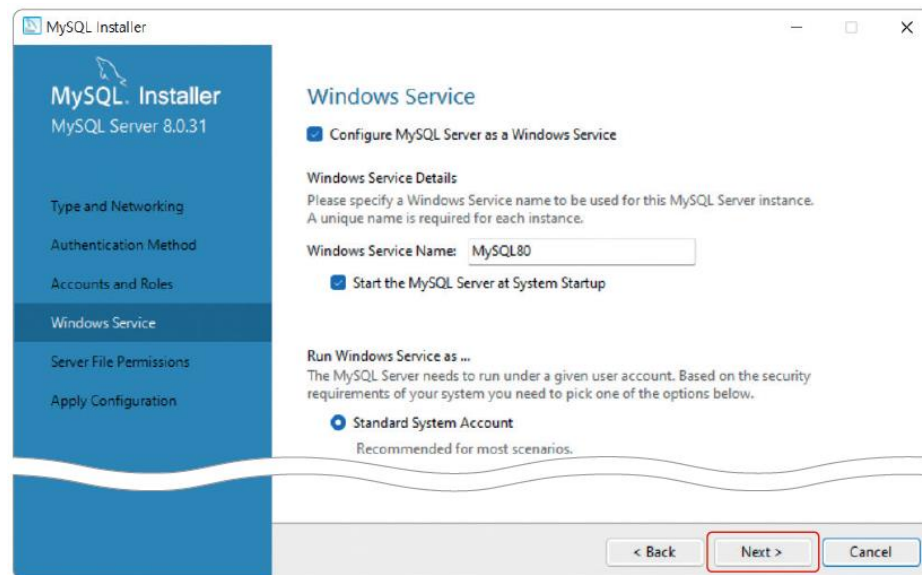 MySQL Installer
MySQL. Installer
MySQL Server 8.0.31
Type and Networking
Authentication Method
Accounts and Roles
Windows Service
Server File Permissions
Apply Configuration
Windows Service
Configure MySQL Server as a Windows Service
Windows Service Details
Please specify a Windows Service name to be used for this MySQL Server instance.
A unique name is required for each instance.
Windows Service Name: MySQL80
Start the MySQL Server at System Startup
Run Windows Service as ...
The MySQL Server needs to run under a given user account. Based on the security
requirements of your system you need to pick one of the options below.
Standard System Account
Recommended for most scenarios.
< Back Next > Cancel